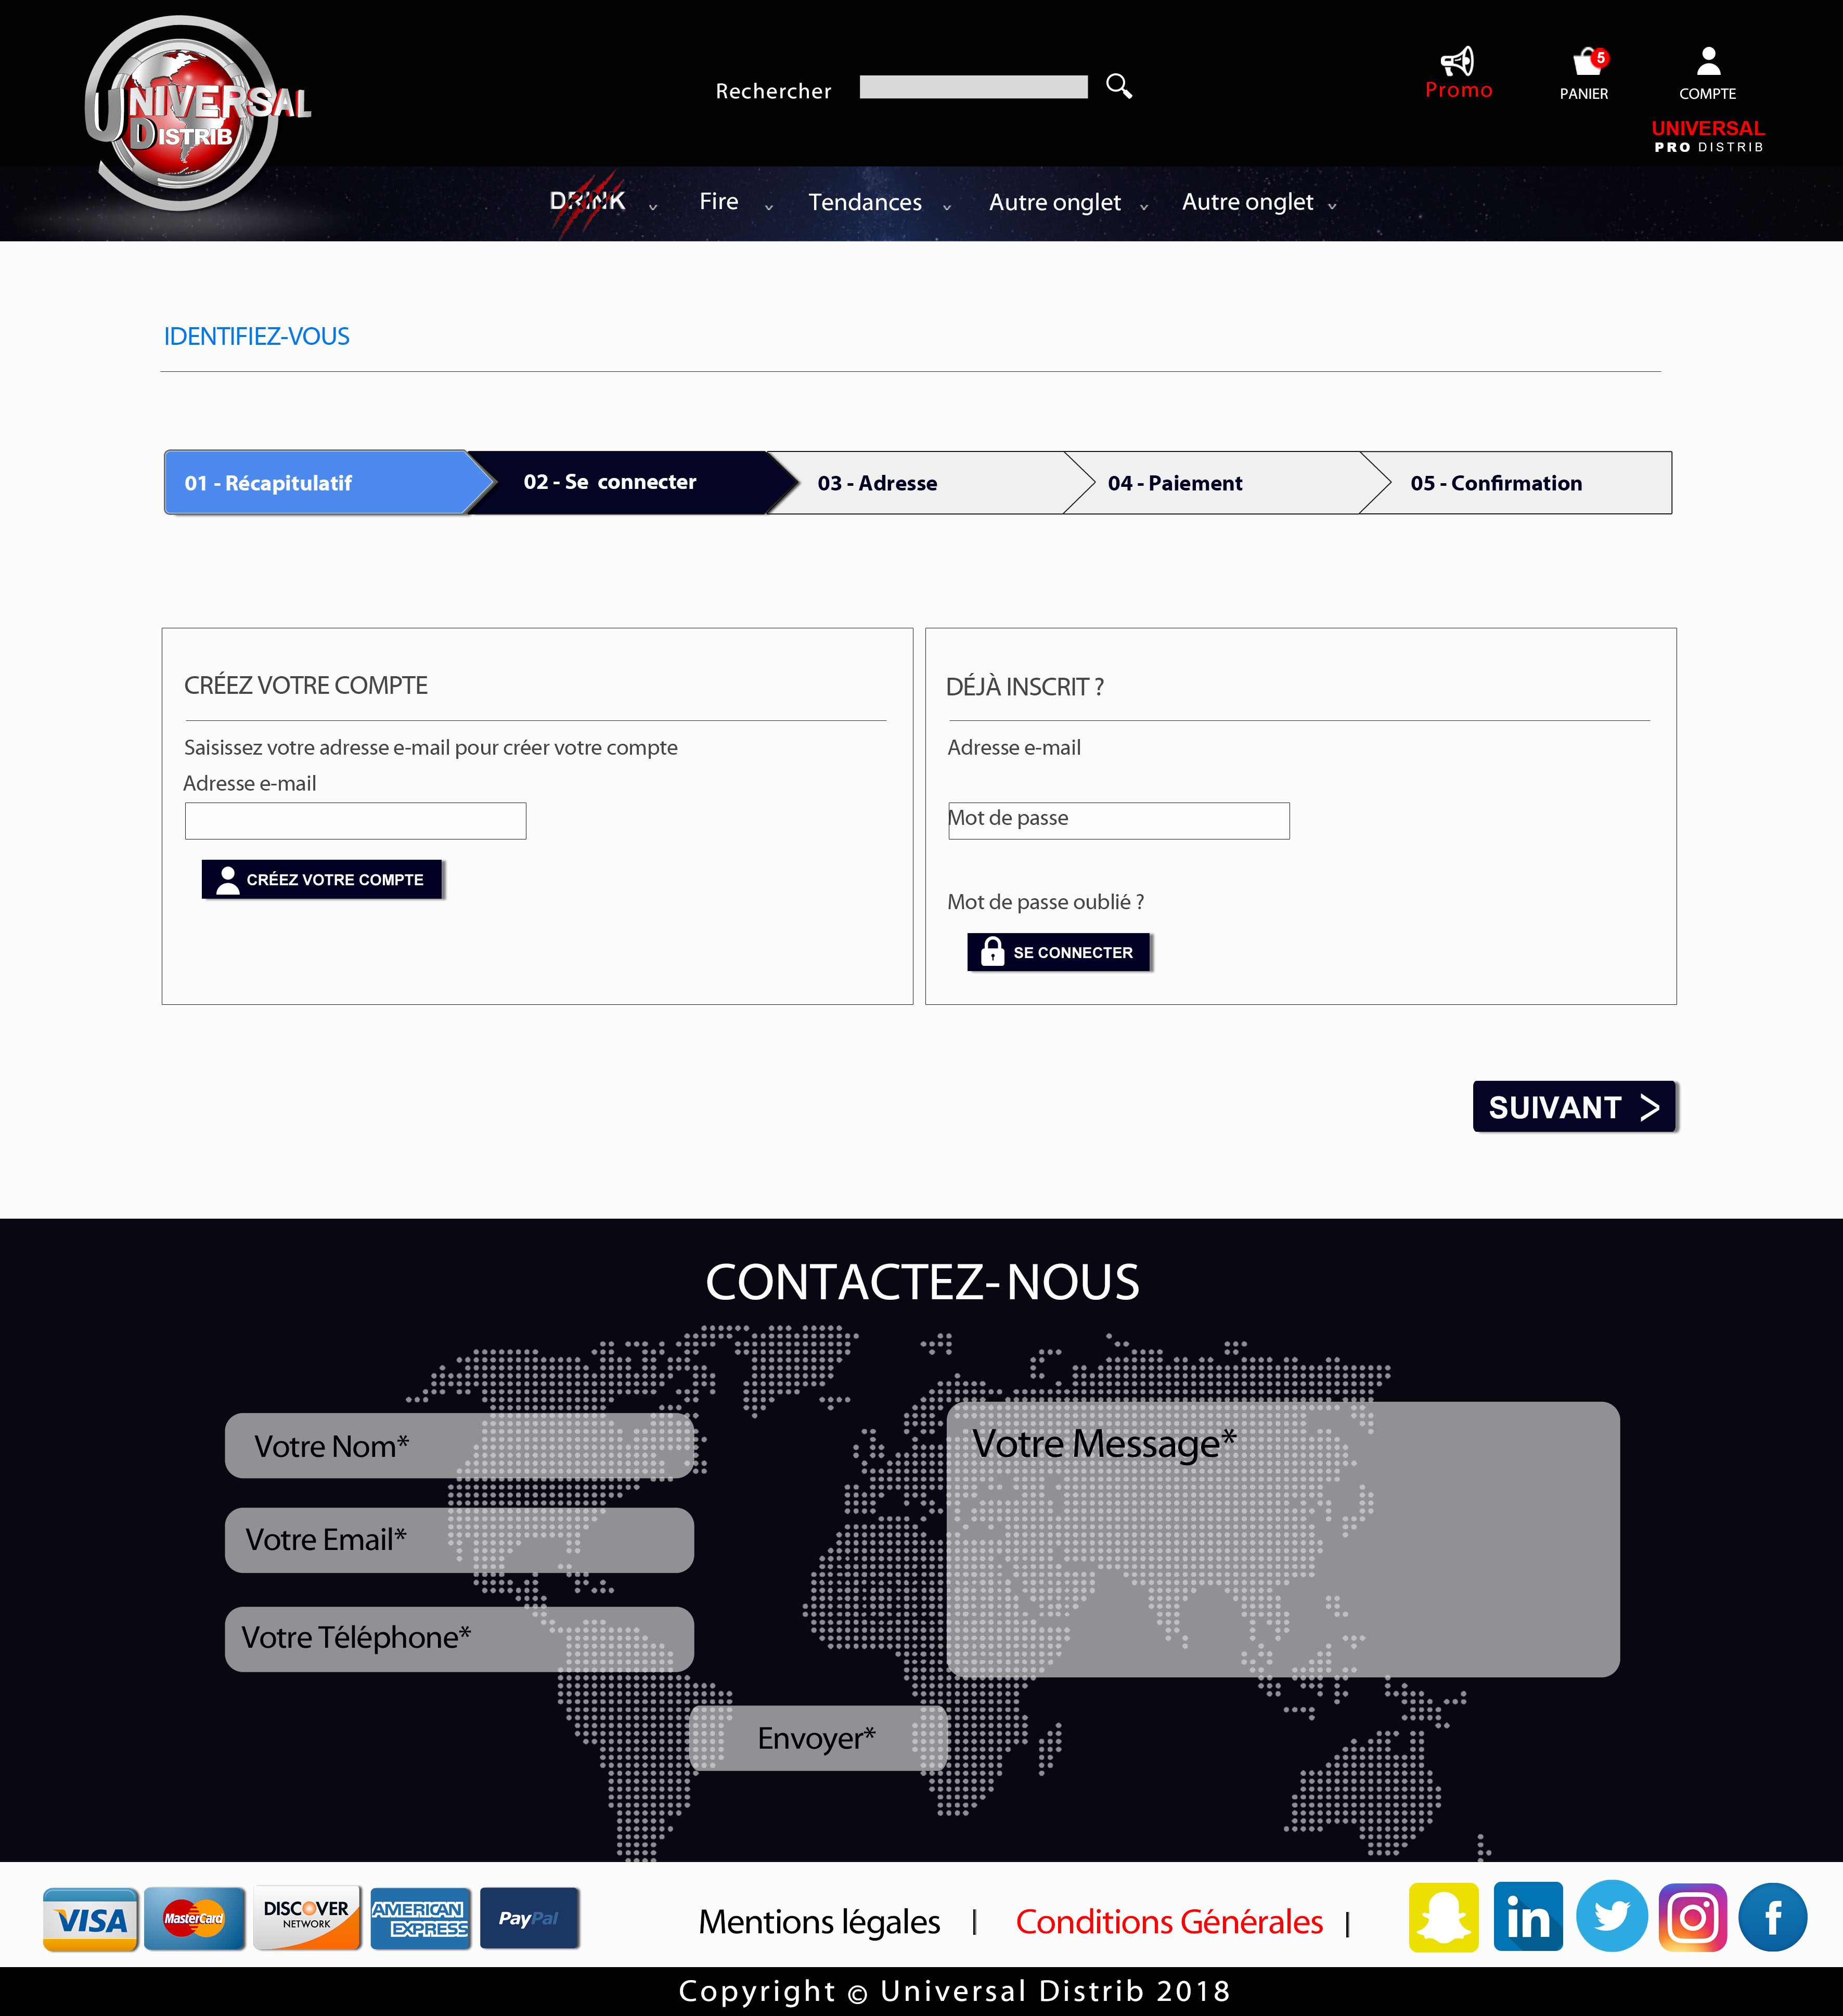 UNIVERSAL
DISTRIB
Rechercher
Promo
5
PANIER
COMPTE
UNIVERSAL
PRO DISTRIB
DRINK
Fire
Tendances
Autre onglet
Autre onglet
IDENTIFIEZ-VOUS
01 - Récapitulatif
02 - Se connecter
03 - Adresse
04 - Paiement
05 - Confirmation
CRÉEZ VOTRE COMPTE
Saisissez votre adresse e-mail pour créer votre compte
Adresse e-mail
CRÉEZ VOTRE COMPTE
DÉJÀ INSCRIT ?
Adresse e-mail
Mot de passe
Mot de passe oublié ?
SE CONNECTER
SUIVANT >
CONTACTEZ-NOUS
Votre Nom*
Votre Email*
Votre Téléphone*
Votre Message*
Envoyer*
VISA
MasterCard
DISCOVER
NETWORK
AMERICAN
EXPRESS
PayPal
Mentions légales | Conditions Générales |
in
f
Copyright © Universal Distrib 2018